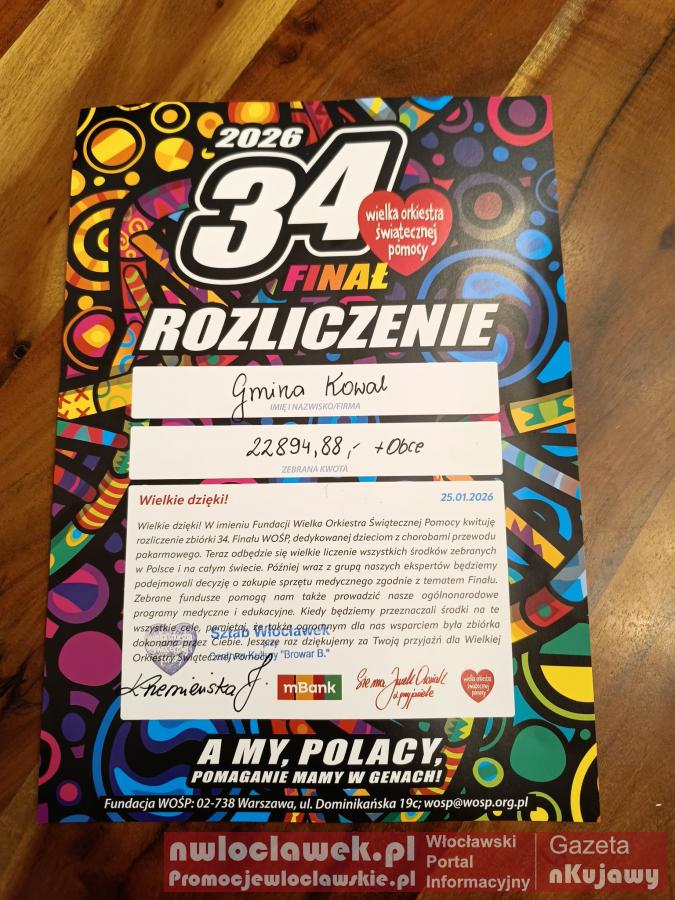 2026
34
FINAŁ
wielka orkiestra
świątecznej
pomocy
ROZLICZENIE
Gmina Kowal
IMIĘ I NAZWISKO/FIRMA
22894,88,- +Obce
ZEBRANA KWOTA
Wielkie dzięki!
25.01.2026
Wielkie dzięki! W imieniu Fundacji Wielka Orkiestra Świątecznej Pomocy kwituję
rozliczenie zbiórki 34. Finału WOŚP, dedykowanej dzieciom z chorobami przewodu
pokarmowego. Teraz odbędzie się wielkie liczenie wszystkich środków zebranych
w Polsce i na całym świecie. Później wraz z grupą naszych ekspertów będziemy
podejmowali decyzję o zakupie sprzętu medycznego zgodnie z tematem Finału.
Zebrane fundusze pomogą nam także prowadzić nasze ogólnonarodowe
programy medyczne i edukacyjne. Kiedy będziemy przeznaczali środki na te
wszystkie cele, pamiętaj, że także ogromnym dla nas wsparciem była zbiórka
dokonana przez Ciebie. Jeszcze raz dziękujemy za Twoją przyjaźń dla Wielkiej
Orkiestry Świątecznej Pomocy!
Sztab Włocławek
Centrum Kultury "Browar B."
mBank
wielka orkiestra
świątecznej
pomocy
A MY, POLACY,
POMAGANIE MAMY W GENACH!
Fundacja WOŚP: 02-738 Warszawa, ul. Dominikańska 19c; wosp@wosp.org.pl
nwloclawek.pl
Promocjewloclawskie.pl
Włocławski
Portal
Informacyjny
Gazeta
nKujawy